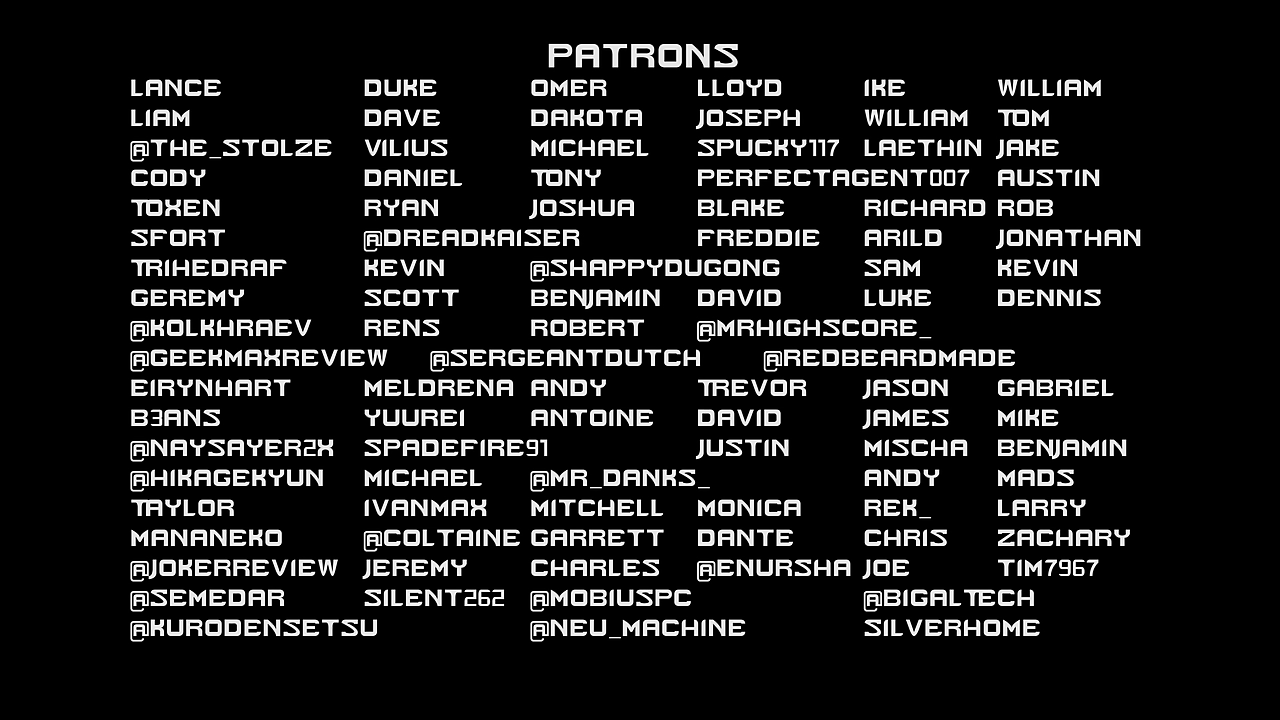 PATRONS
LANCE DUKE OMER LLOYD IKE WILLIAM
LIAM DAVE DAKOTA JOSEPH WILLIAM TOM
@THE_STOLZE VILIUS MICHAEL SPUCKY117 LAETHIN JAKE
CODY DANIEL TONY PERFECTAGENT007 AUSTIN
TOXEN RYAN JOSHUA BLAKE RICHARD ROB
SFORT @DREADKAISER FREDDIE ARILD JONATHAN
TRIHEDRAF KEVIN @SHAPPYDUGONG SAM KEVIN
GEREMY SCOTT BENJAMIN DAVID LUKE DENNIS
@KOLKHRAEV RENS ROBERT @MRHIGHSCORE_
@GEEKMAXREVIEW @SERGEANTDUTCH @REDBEARDMADE
EIRYNHART MELDRENA ANDY TREVOR JASON GABRIEL
B3ANS YUUREI ANTOINE DAVID JAMES MIKE
@NAYSAYER2X SPADEFIRE91 JUSTIN MISCHA BENJAMIN
@HIKAGEKYUN MICHAEL @MR_DANKS_ ANDY MADS
TAYLOR IVANMAX MITCHELL MONICA REK_ LARRY
MANANEKO @COLTAINE GARRETT DANTE CHRIS ZACHARY
@JOKERREVIEW JEREMY CHARLES @ENURSHA JOE TIM7967
@SEMEDAR SILENT262 @MOBIUSPC @BIGALTECH
@KURODENSETSU @NEU_MACHINE SILVERHOME